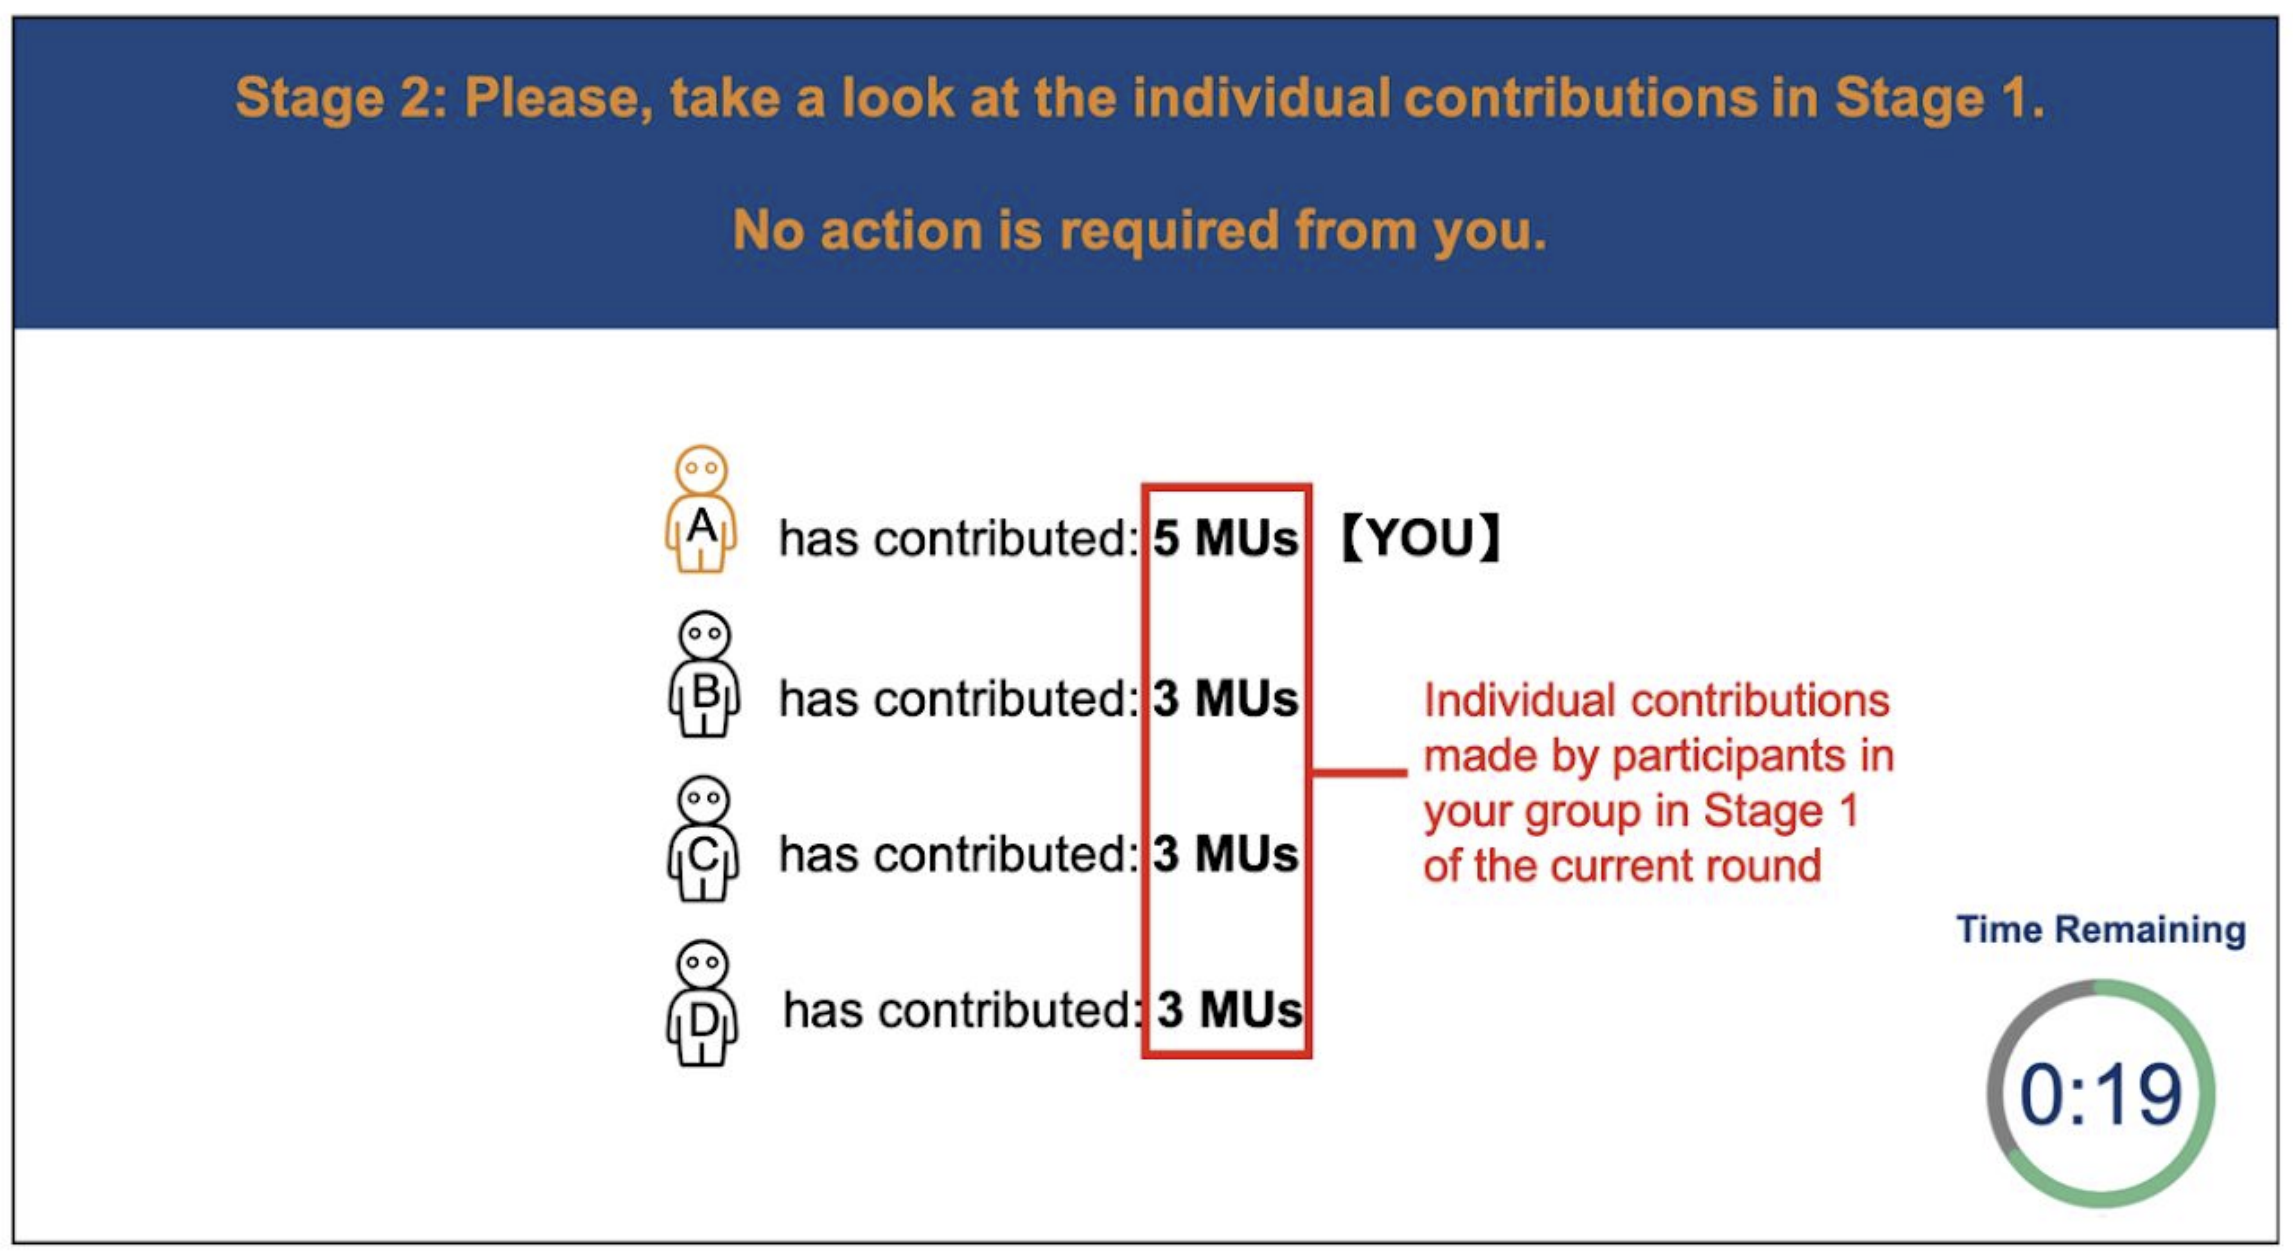 Stage 2: Please, take a look at the individual contributions in Stage 1.
No action is required from you.
A has contributed: 5 MUs 【YOU】
B has contributed: 3 MUs
C has contributed: 3 MUs
D has contributed: 3 MUs
Individual contributions
made by participants in
your group in Stage 1
of the current round
Time Remaining
0:19